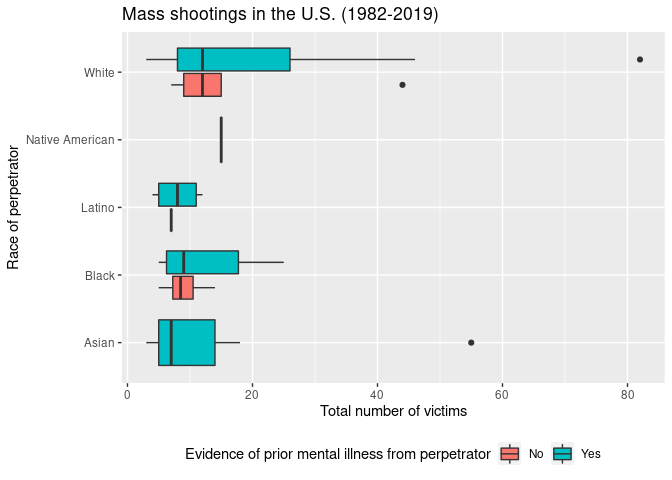 Mass shootings in the U.S. (1982-2019)
White
Native American
Latino
Black
Asian
Race of perpetrator
0 20 40 60 80
Total number of victims
Evidence of prior mental illness from perpetrator No Yes